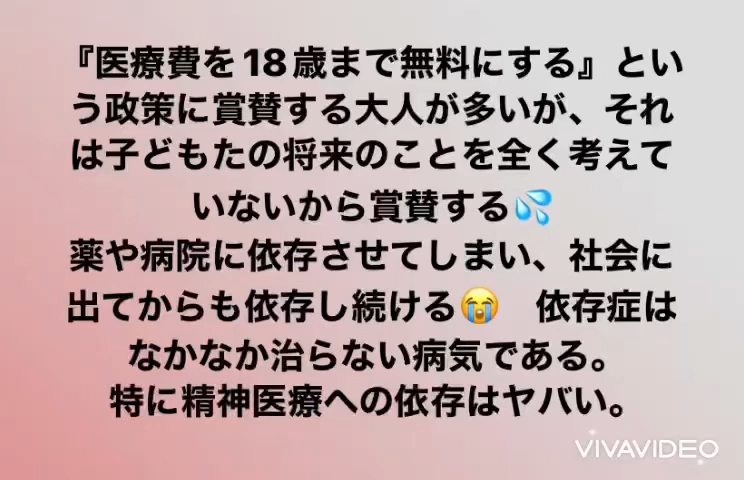 『医療費を18歳まで無料にする』とい
う政策に賞賛する大人が多いが、それ
は子どもたの将来のことを全く考えて
いないから賞賛する💦
薬や病院に依存させてしまい、社会に
出てからも依存し続ける😭　依存症は
なかなか治らない病気である。
特に精神医療への依存はヤバい。
VIVAVIDEO